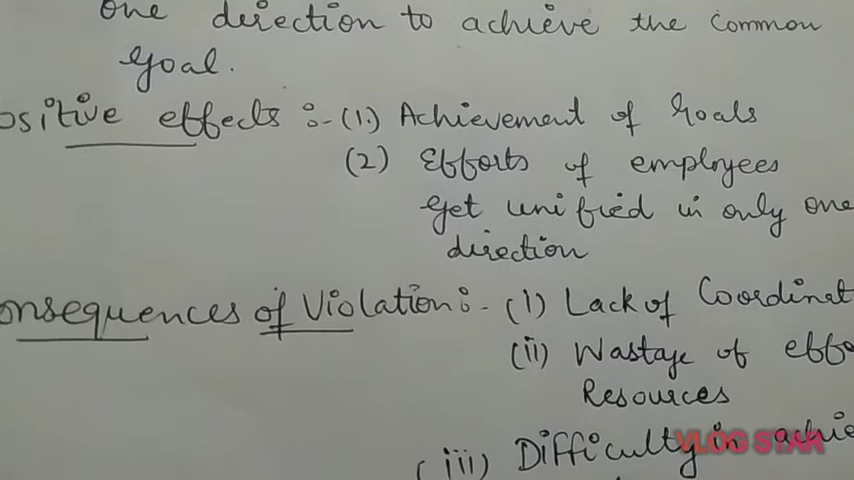 one direction to achieve the common
goal.
ositive effects :- (1.) Achievement of Goals
(2) Efforts of employees
get unified in only one
direction
onsequences of Violation :- (i) Lack of Coordinat
(ii) Wastage of effo
Resources
(iii) Difficulty in achie
VLOG STAR